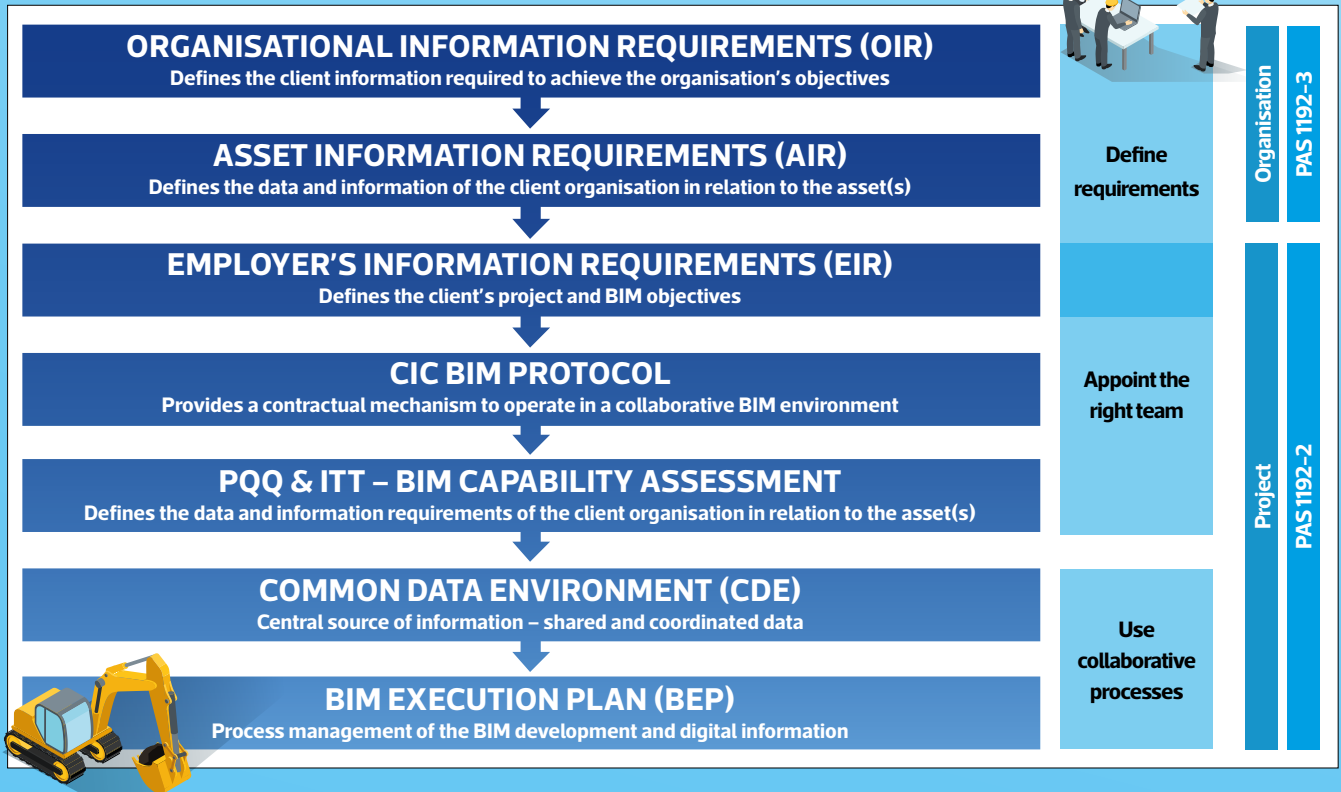 ORGANISATIONAL INFORMATION REQUIREMENTS (OIR)
Defines the client information required to achieve the organisation's objectives
ASSET INFORMATION REQUIREMENTS (AIR)
Defines the data and information of the client organisation in relation to the asset(s)
EMPLOYER'S INFORMATION REQUIREMENTS (EIR)
Defines the client's project and BIM objectives
CIC BIM PROTOCOL
Provides a contractual mechanism to operate in a collaborative BIM environment
PQQ & ITT – BIM CAPABILITY ASSESSMENT
Defines the data and information requirements of the client organisation in relation to the asset(s)
COMMON DATA ENVIRONMENT (CDE)
Central source of information – shared and coordinated data
BIM EXECUTION PLAN (BEP)
Process management of the BIM development and digital information
Define
requirements
Appoint the
right team
Use
collaborative
processes
Organisation
PAS 1192-3
Project
PAS 1192-2